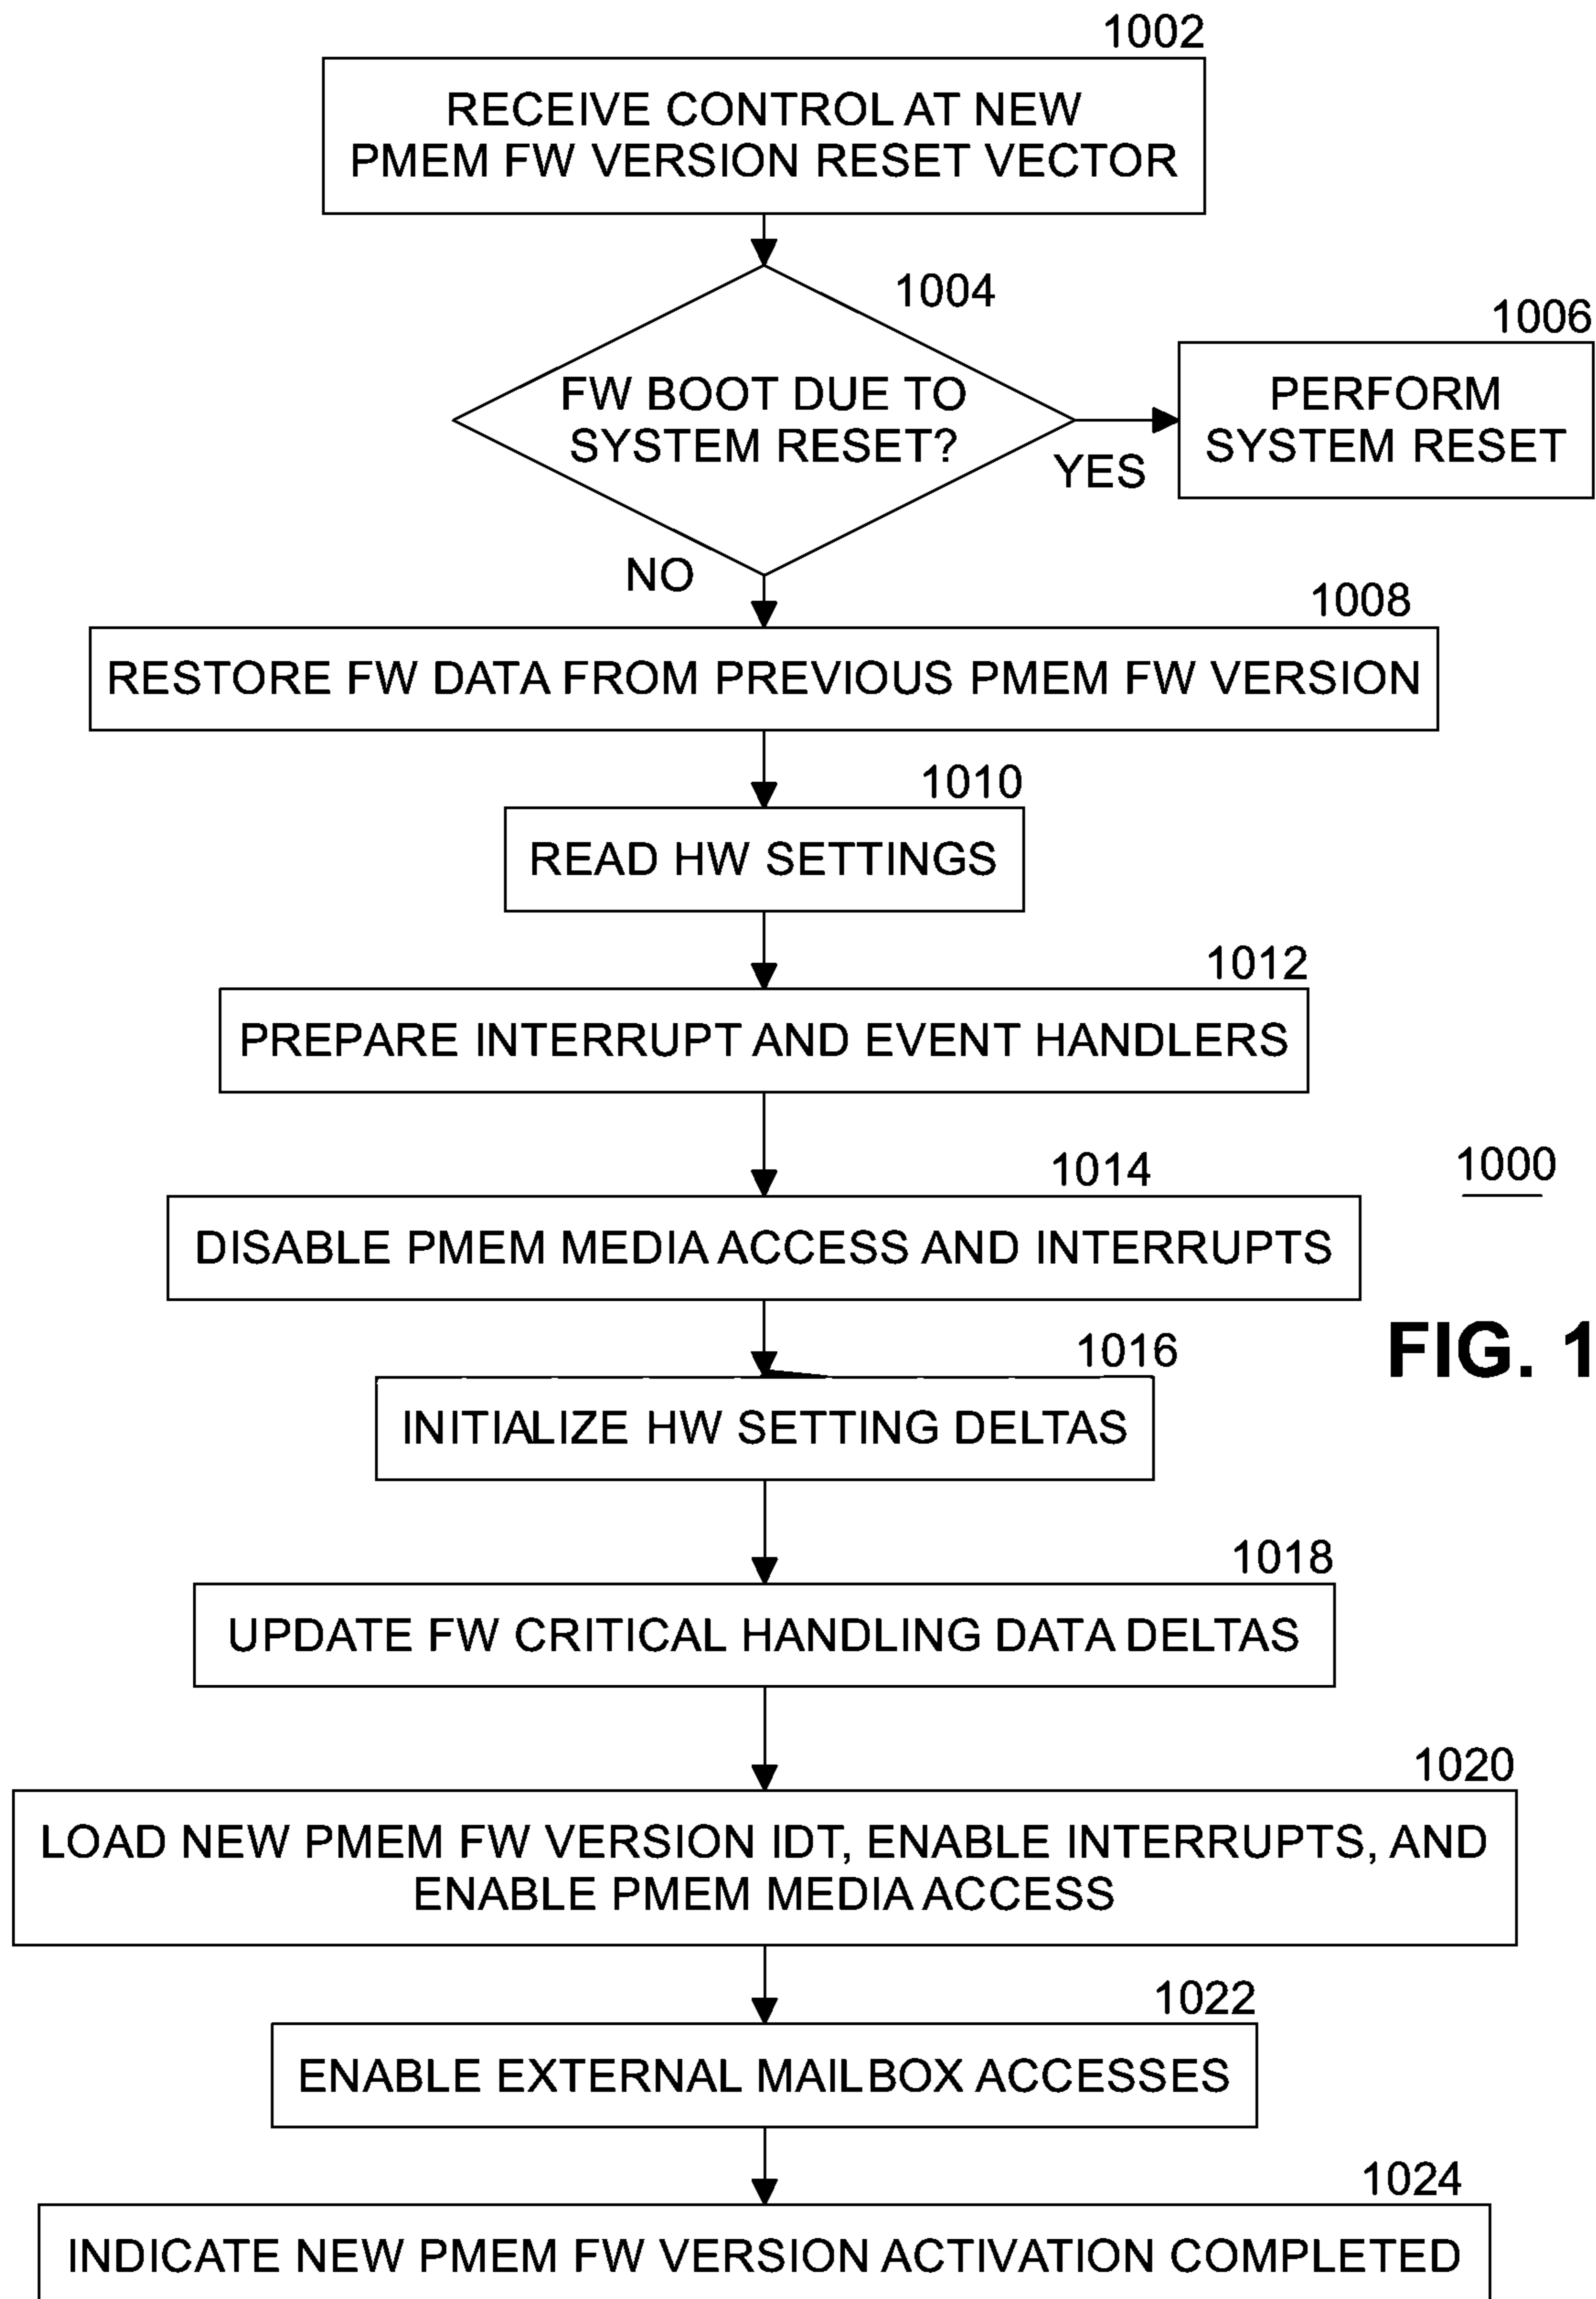 1002
RECEIVE CONTROL AT NEW
PMEM FW VERSION RESET VECTOR
1004
FW BOOT DUE TO
SYSTEM RESET?
YES
1006
PERFORM
SYSTEM RESET
NO
1008
RESTORE FW DATA FROM PREVIOUS PMEM FW VERSION
1010
READ HW SETTINGS
1012
PREPARE INTERRUPT AND EVENT HANDLERS
1014
DISABLE PMEM MEDIA ACCESS AND INTERRUPTS
1000
FIG. 1
1016
INITIALIZE HW SETTING DELTAS
1018
UPDATE FW CRITICAL HANDLING DATA DELTAS
1020
LOAD NEW PMEM FW VERSION IDT, ENABLE INTERRUPTS, AND
ENABLE PMEM MEDIA ACCESS
1022
ENABLE EXTERNAL MAILBOX ACCESSES
1024
INDICATE NEW PMEM FW VERSION ACTIVATION COMPLETED